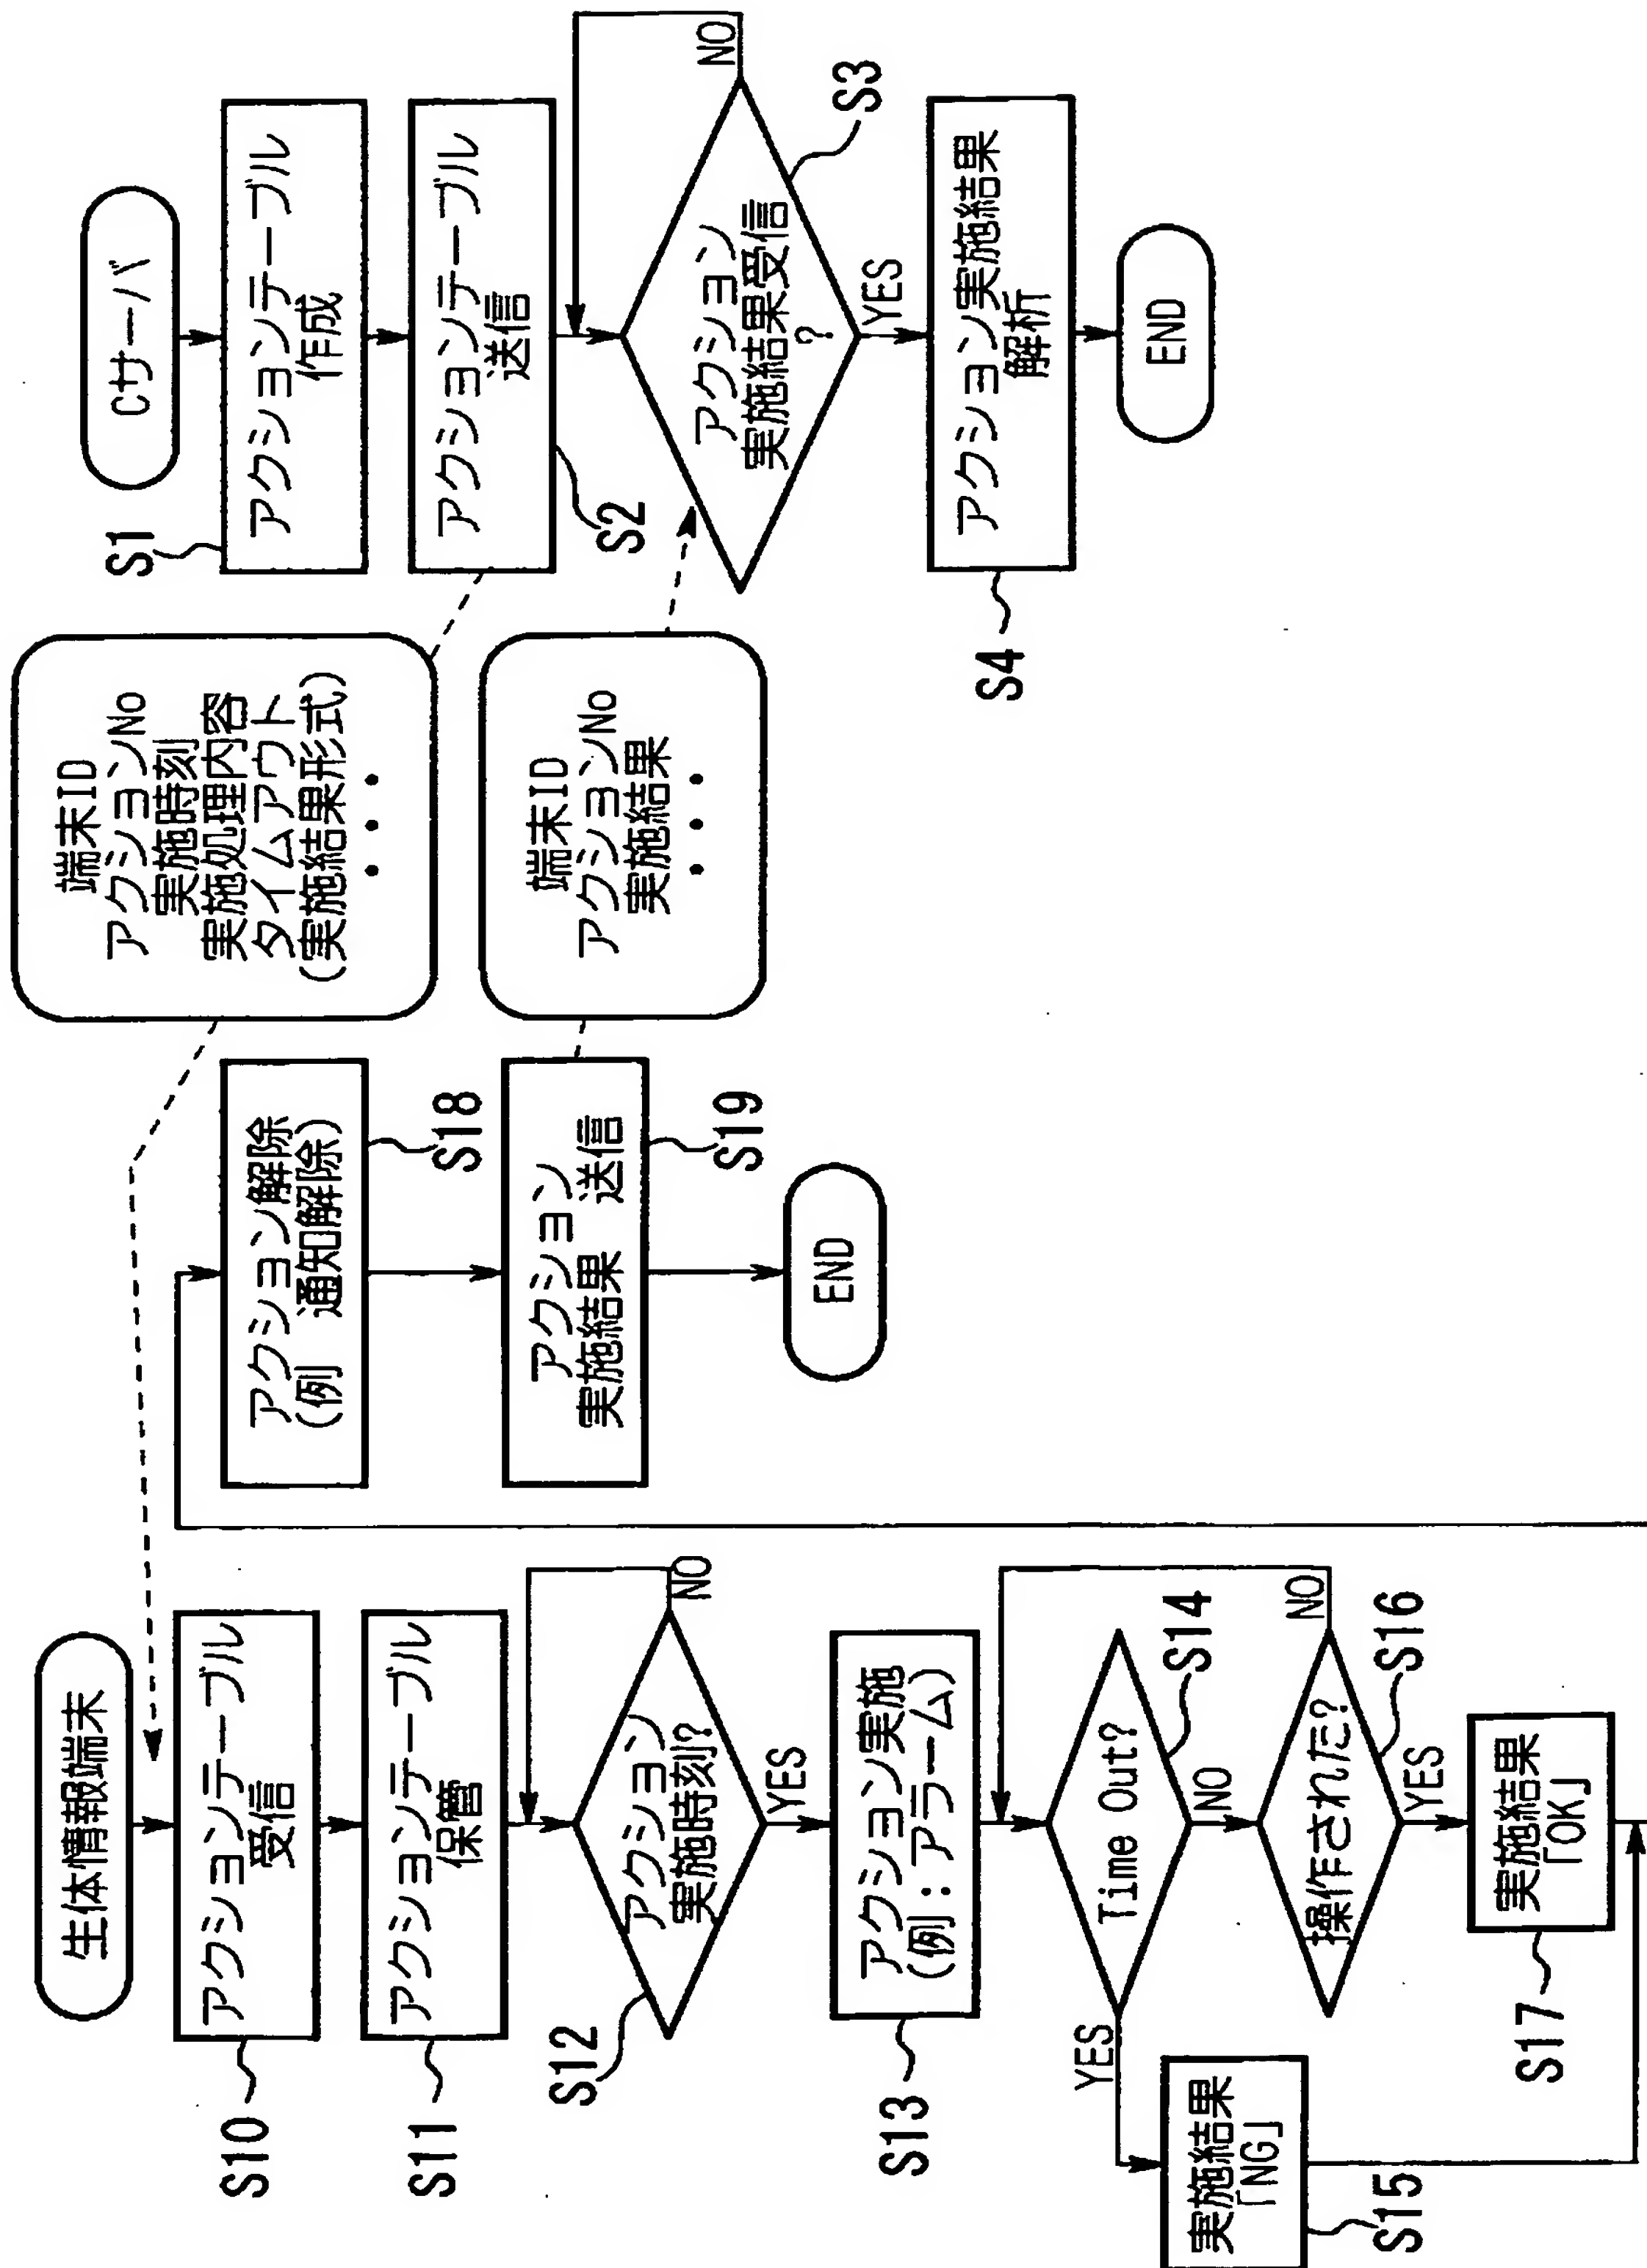 生体情報端末
アクションテーブル
受信
S10
アクションテーブル
保管
S11
アクション
実施時刻?
S12
NO
YES
アクション実施
(例:アラーム)
S13
Time Out?
S14
YES
NO
実施結果
「NG」
S15
操作された?
S16
NO
YES
実施結果
「OK」
S17
アクション解除
(例 通知解除)
S18
アクション
実施結果 送信
S19
END
端末ID
アクションNo
実施時刻
実施処理内容
タイムアウト
(実施結果形式)
・・・
端末ID
アクションNo
実施結果
・・・
Cサーバ
S1
アクションテーブル
作成
アクションテーブル
送信
S2
アクション
実施結果受信
?
S3
NO
YES
アクション実施結果
解析
S4
END